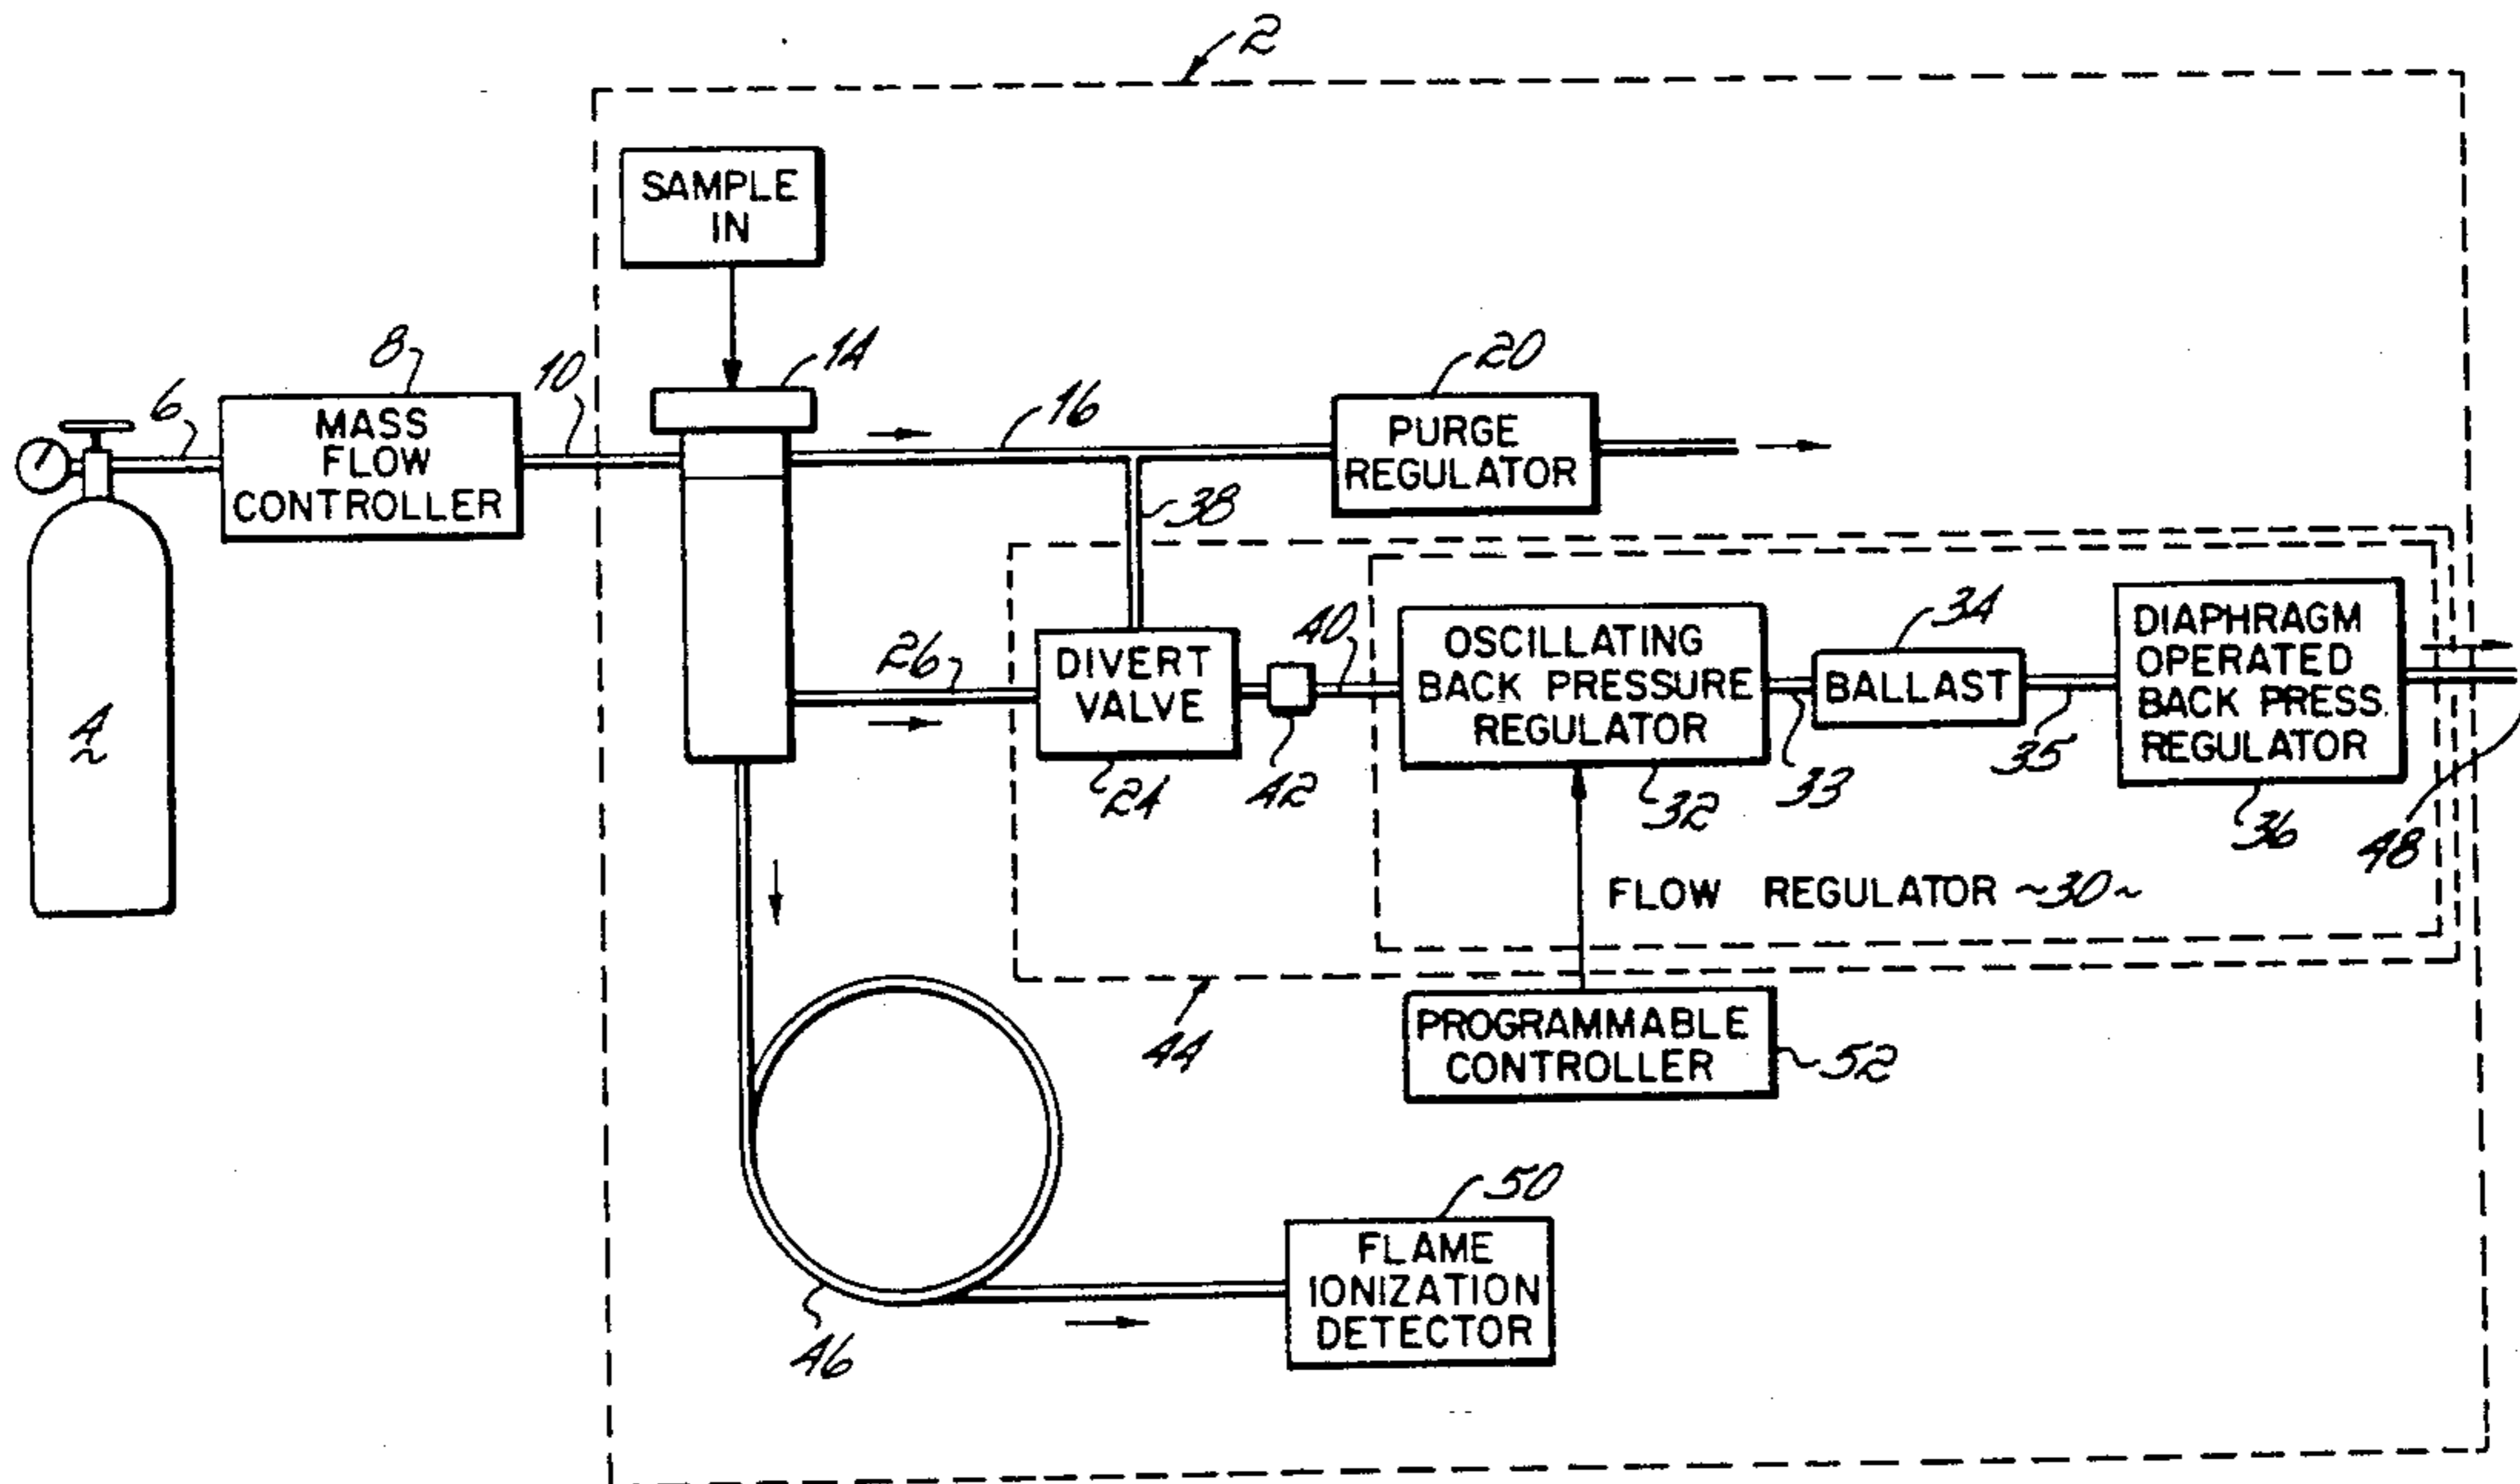 2
SAMPLE
IN
8
10
14
6
MASS
FLOW
CONTROLLER
16
20
PURGE
REGULATOR
38
4
26
DIVERT
VALVE
24
42
40
OSCILLATING
BACK PRESSURE
REGULATOR
32
33
34
BALLAST
35
DIAPHRAGM
OPERATED
BACK PRESS.
REGULATOR
36
48
FLOW REGULATOR ~30~
44
PROGRAMMABLE
CONTROLLER
52
46
50
FLAME
IONIZATION
DETECTOR